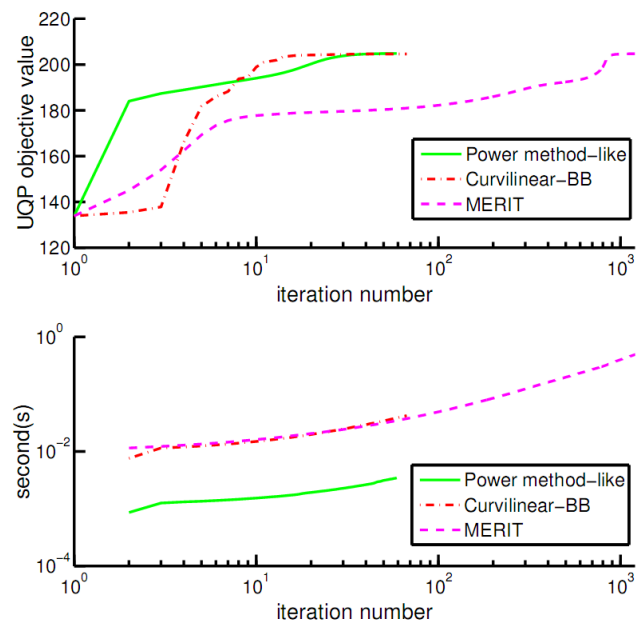 UQP objective value
220
200
180
160
140
120
Power method-like
Curvilinear-BB
MERIT
10^0
10^1
10^2
10^3
iteration number
second(s)
10^0
10^-2
10^-4
Power method-like
Curvilinear-BB
MERIT
10^0
10^1
10^2
10^3
iteration number